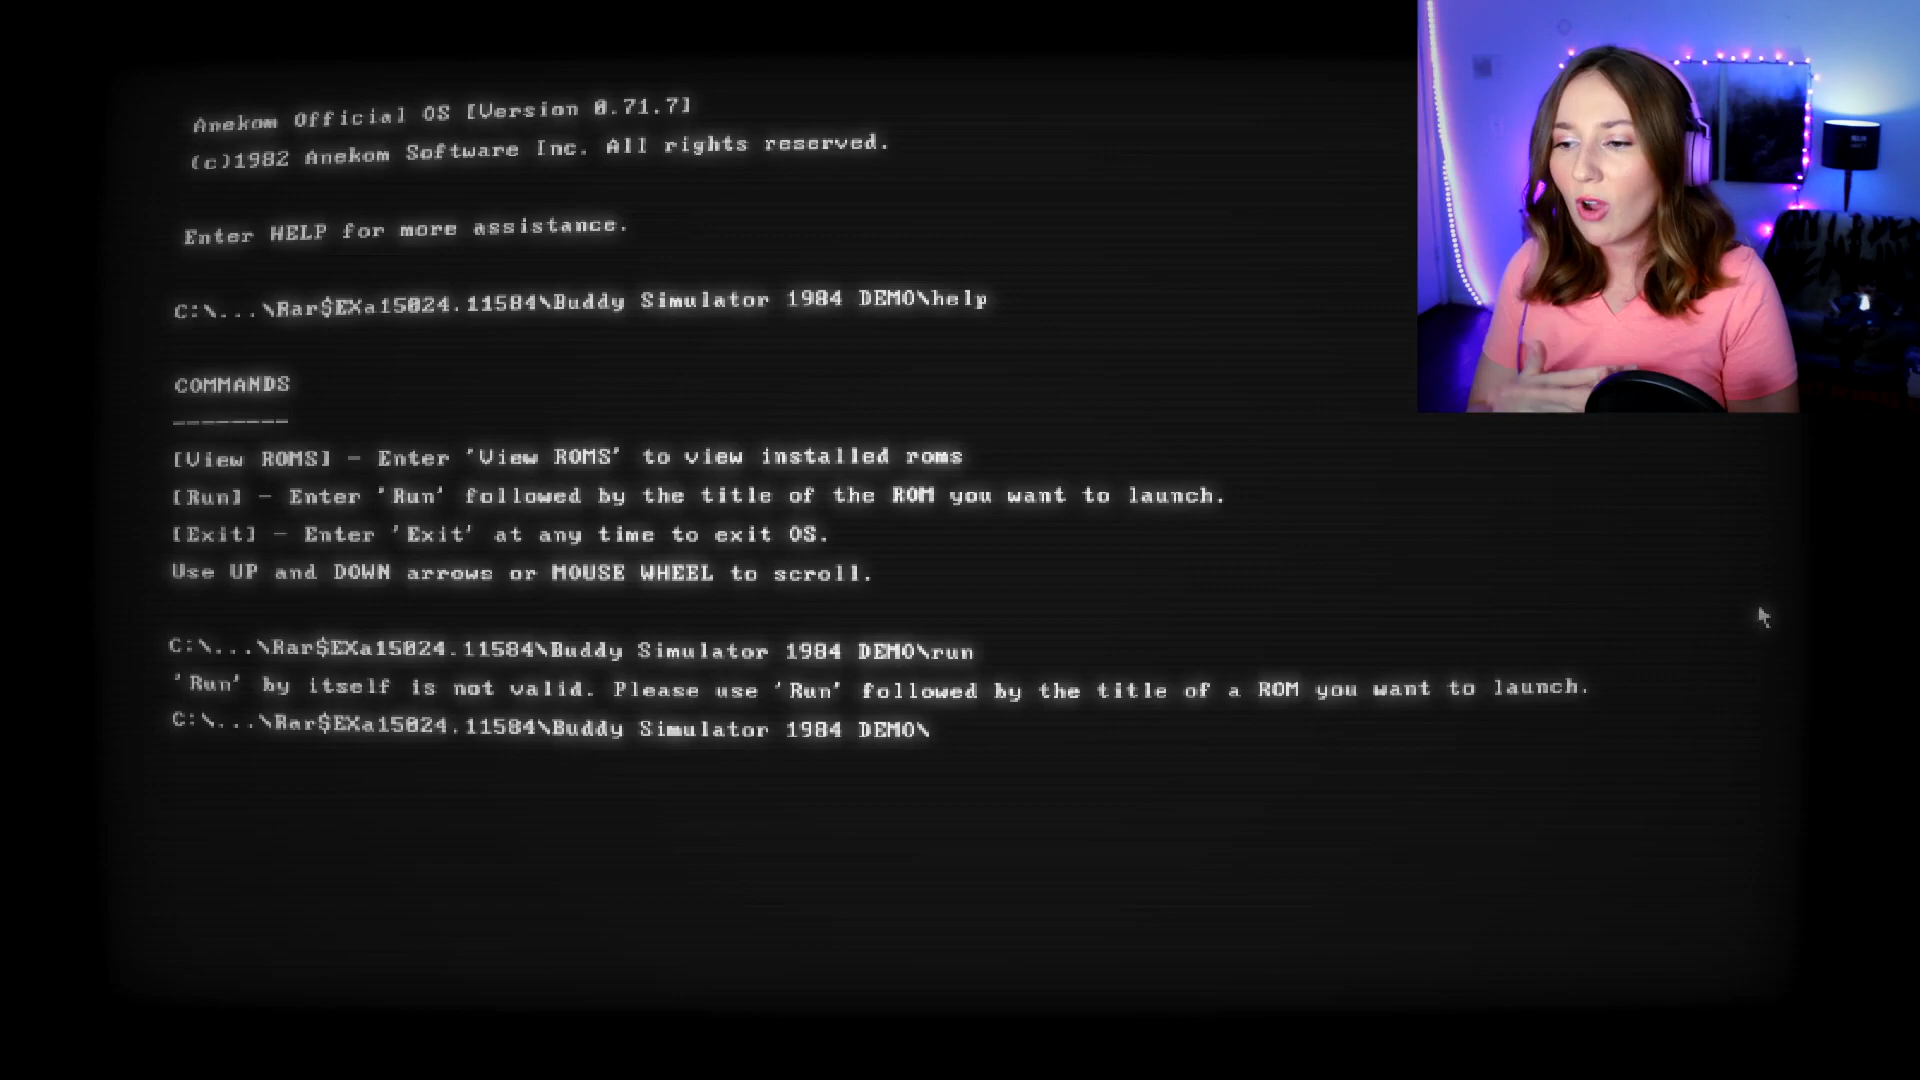 Anekom Official OS [Version 0.71.7]
(c)1982 Anekom Software Inc. All rights reserved.
Enter HELP for more assistance.
C:\...\Rar$EXa15024.11584\Buddy Simulator 1984 DEMO\help
COMMANDS
--------
[View ROMS] - Enter 'View ROMS' to view installed roms
[Run] - Enter 'Run' followed by the title of the ROM you want to launch.
[Exit] - Enter 'Exit' at any time to exit OS.
Use UP and DOWN arrows or MOUSE WHEEL to scroll.
C:\...\Rar$EXa15024.11584\Buddy Simulator 1984 DEMO\run
'Run' by itself is not valid. Please use 'Run' followed by the title of a ROM you want to launch.
C:\...\Rar$EXa15024.11584\Buddy Simulator 1984 DEMO\